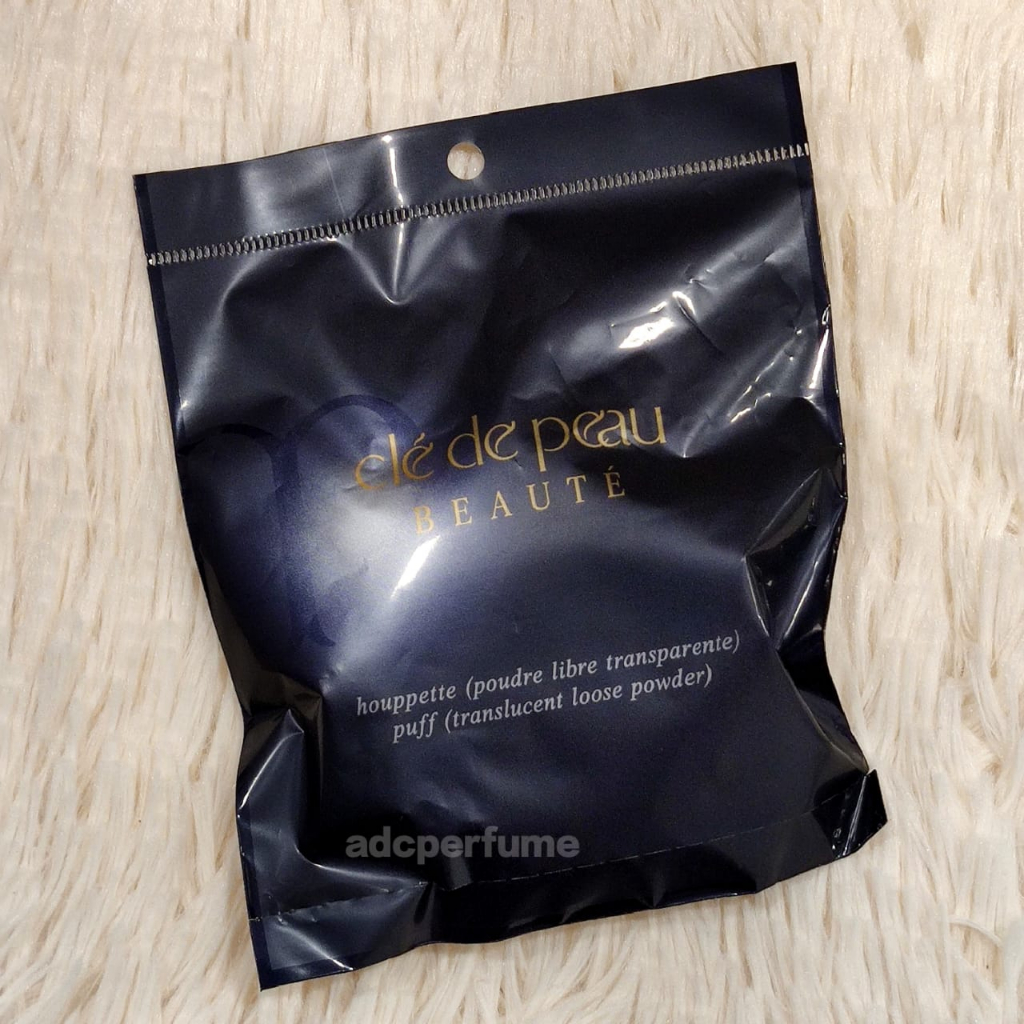 clé de peau
BEAUTÉ
houppette (poudre libre transparente)
puff (translucent loose powder)
adcperfume